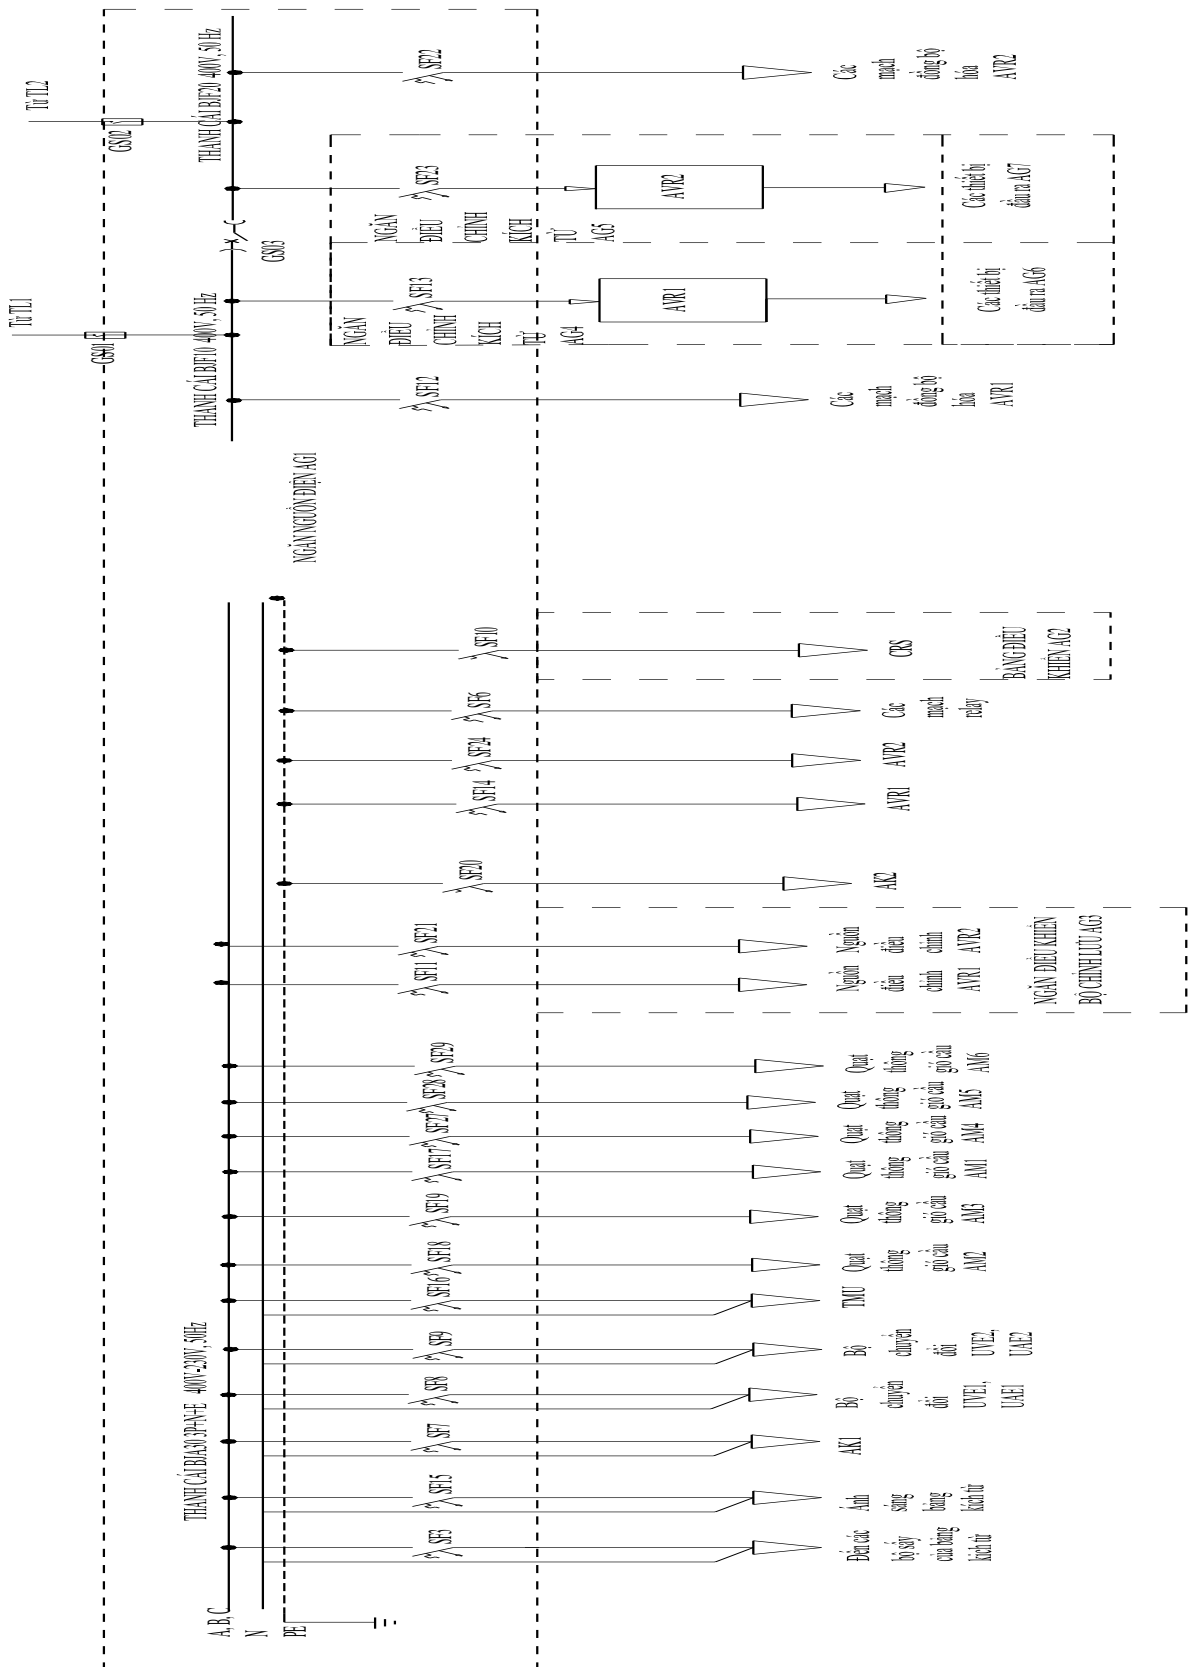 A, B, C
N
PE
THANH CÁI BJA30 3P+N+E 400V-230V, 50Hz
SF3
Đến các
bộ sấy
của bảng
kích từ
SF15
Ánh
sáng
bảng
kích từ
SF7
AK1
SF8
Bộ
chuyển
đổi
UVE1,
UAE1
SF9
Bộ
chuyển
đổi
UVE2,
UAE2
SF16
TMU
SF18
Quạt
thông
gió cầu
AM2
SF19
Quạt
thông
gió cầu
AM3
SF17
Quạt
thông
gió cầu
AM1
SF27
Quạt
thông
gió cầu
AM4
SF28
Quạt
thông
gió cầu
AM5
SF29
Quạt
thông
gió cầu
AM6
SF11
Nguồn
điều
chỉnh
AVR1
SF21
Nguồn
điều
chỉnh
AVR2
NGĂN ĐIỀU KHIỂN
BỘ CHỈNH LƯU AG3
SF20
AK2
SF14
AVR1
SF24
AVR2
SF6
Các
mạch
relay
SF10
CRS
BẢNG ĐIỀU
KHIỂN AG2
NGĂN NGUỒN ĐIỆN AG1
Từ TL1
GS01
THANH CÁI BJF10 400V, 50 Hz
SF12
Các
mạch
đồng bộ
hóa
AVR1
SF13
NGĂN
ĐIỀU
CHỈNH
KÍCH
TỪ
AG4
AVR1
Các thiết bị
đầu ra AG6
GS03
Từ TL2
GS02
THANH CÁI BJF20 400V, 50 Hz
SF23
NGĂN
ĐIỀU
CHỈNH
KÍCH
TỪ
AG5
AVR2
Các thiết bị
đầu ra AG7
SF22
Các
mạch
đồng bộ
hóa
AVR2